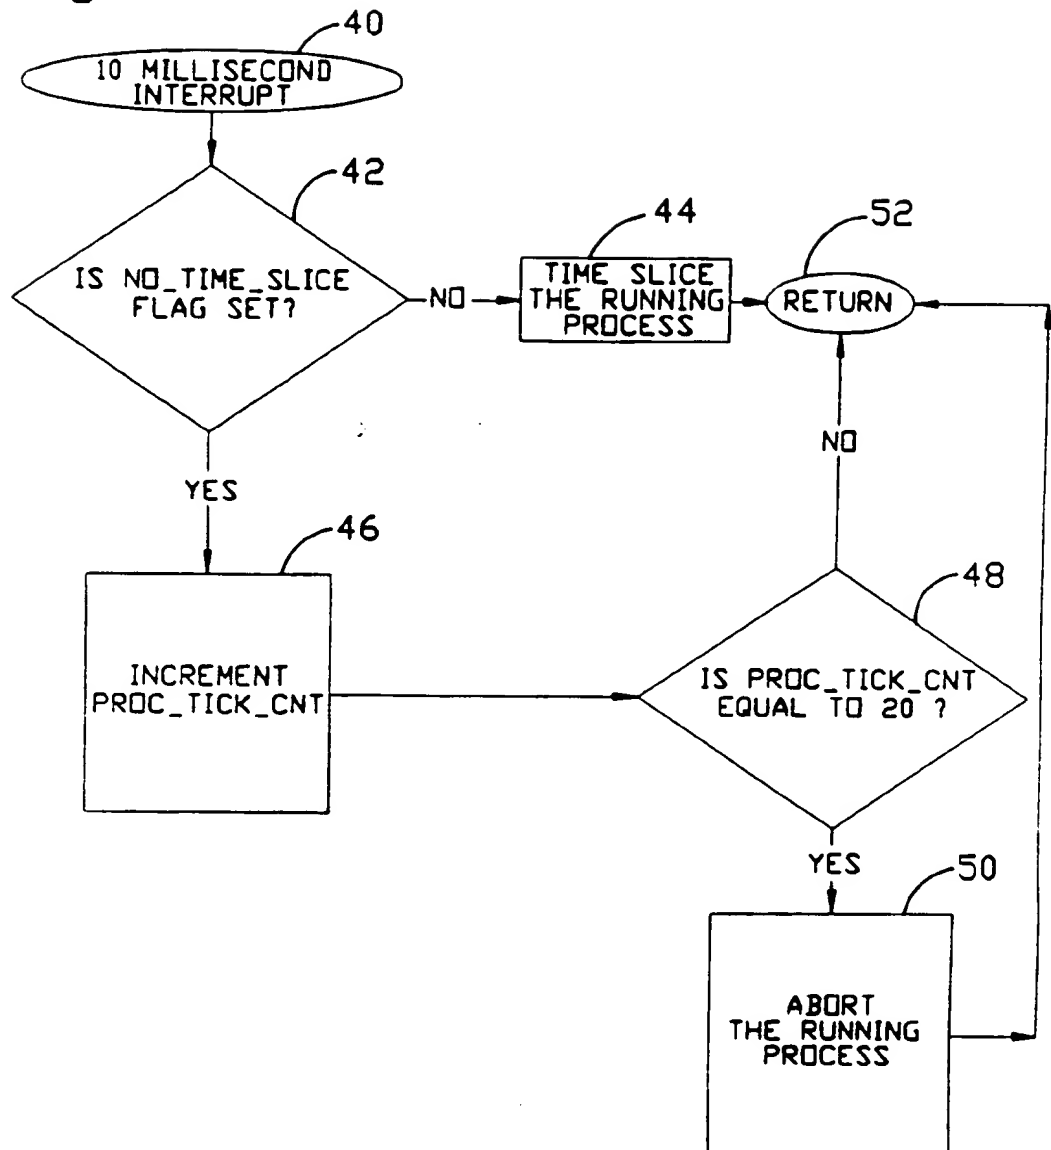 40
10 MILLISECOND
INTERRUPT
42
IS NO_TIME_SLICE
FLAG SET?
NO
44
TIME SLICE
THE RUNNING
PROCESS
52
RETURN
YES
NO
46
INCREMENT
PROC_TICK_CNT
48
IS PROC_TICK_CNT
EQUAL TO 20 ?
YES
50
ABORT
THE RUNNING
PROCESS